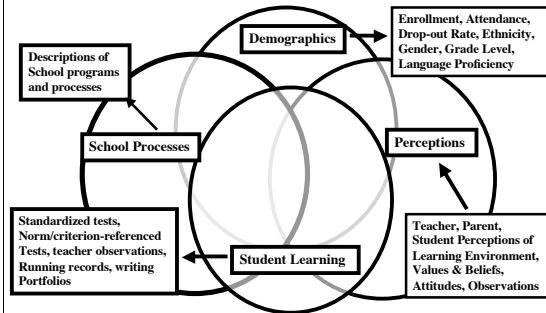 Demographics
Enrollment, Attendance,
Drop-out Rate, Ethnicity,
Gender, Grade Level,
Language Proficiency
Descriptions of
School programs
and processes
School Processes
Perceptions
Standardized tests,
Norm/criterion-referenced
Tests, teacher observations,
Running records, writing
Portfolios
Student Learning
Teacher, Parent,
Student Perceptions of
Learning Environment,
Values & Beliefs,
Attitudes, Observations